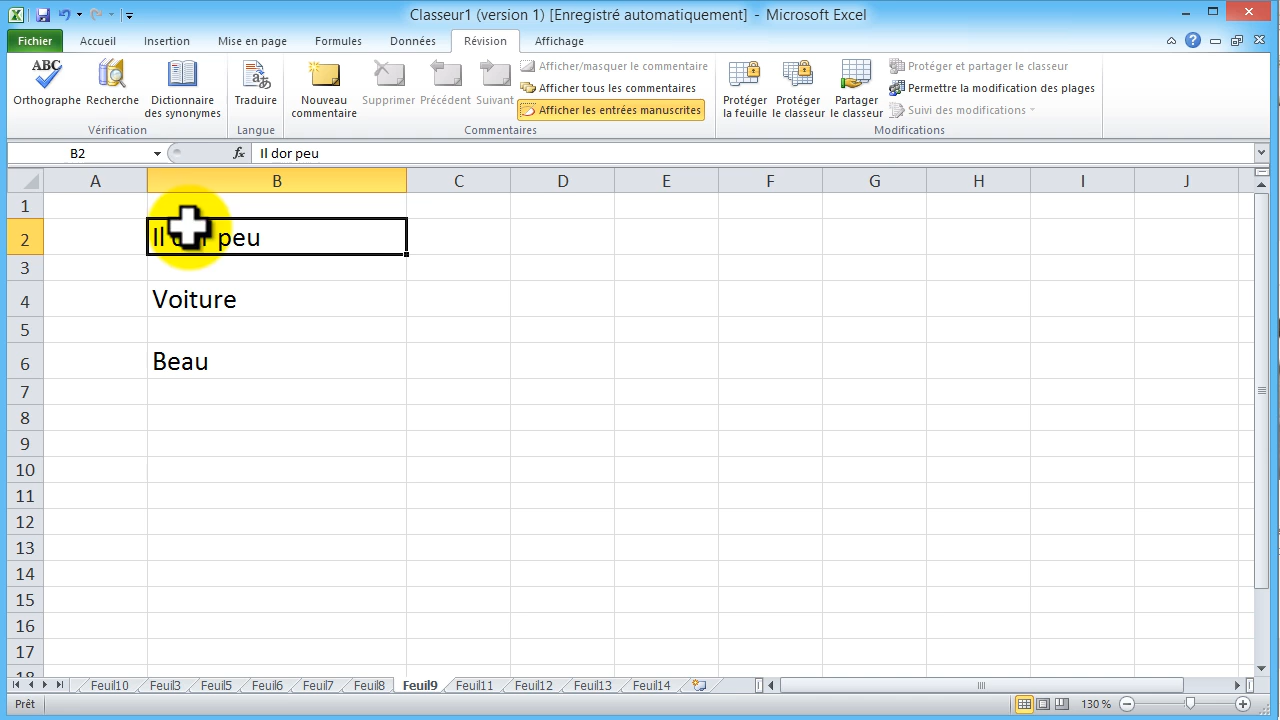 Classeur1 (version 1) [Enregistré automatiquement] - Microsoft Excel
Fichier Accueil Insertion Mise en page Formules Données Révision Affichage
ABC
Orthographe Recherche Dictionnaire des synonymes
Vérification
Traduire
Langue
Nouveau commentaire Supprimer Précédent Suivant
Afficher/masquer le commentaire
Afficher tous les commentaires
Afficher les entrées manuscrites
Commentaires
Protéger la feuille Protéger le classeur Partager le classeur
Protéger et partager le classeur
Permettre la modification des plages
Suivi des modifications
Modifications
B2 fx Il dor peu
A B C D E F G H I J
1
2 Il dor peu
3
4 Voiture
5
6 Beau
7
8
9
10
11
12
13
14
15
16
17
18
Feuil10 Feuil3 Feuil5 Feuil6 Feuil7 Feuil8 Feuil9 Feuil11 Feuil12 Feuil13 Feuil14
Prêt 130 %